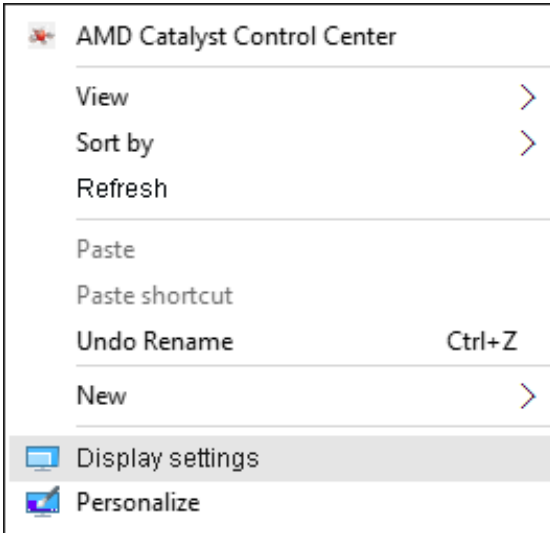 AMD Catalyst Control Center
View
Sort by
Refresh
Paste
Paste shortcut
Undo Rename Ctrl+Z
New
Display settings
Personalize